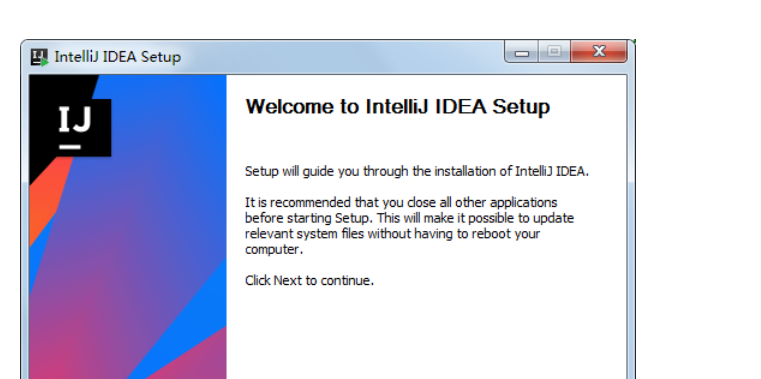 IntelliJ IDEA Setup
IJ
Welcome to IntelliJ IDEA Setup
Setup will guide you through the installation of IntelliJ IDEA.
It is recommended that you close all other applications
before starting Setup. This will make it possible to update
relevant system files without having to reboot your
computer.
Click Next to continue.